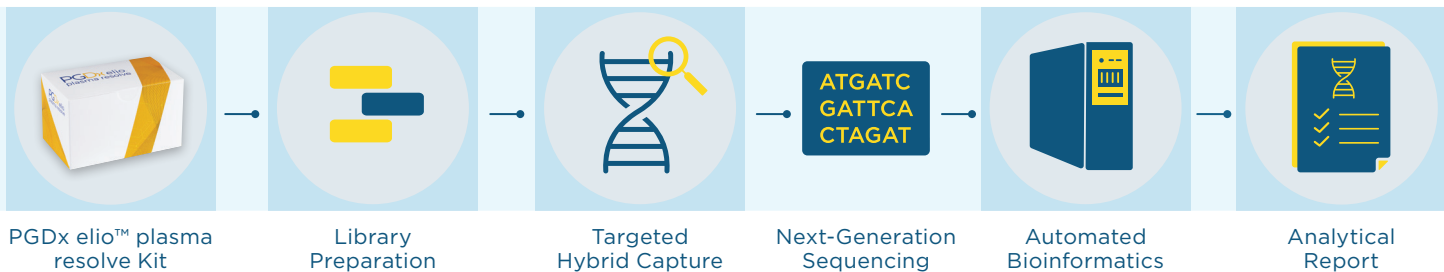 PGDx elio
plasma resolve
ATGATC
GATTCA
CTAGAT
PGDx elio™ plasma
resolve Kit
Library
Preparation
Targeted
Hybrid Capture
Next-Generation
Sequencing
Automated
Bioinformatics
Analytical
Report